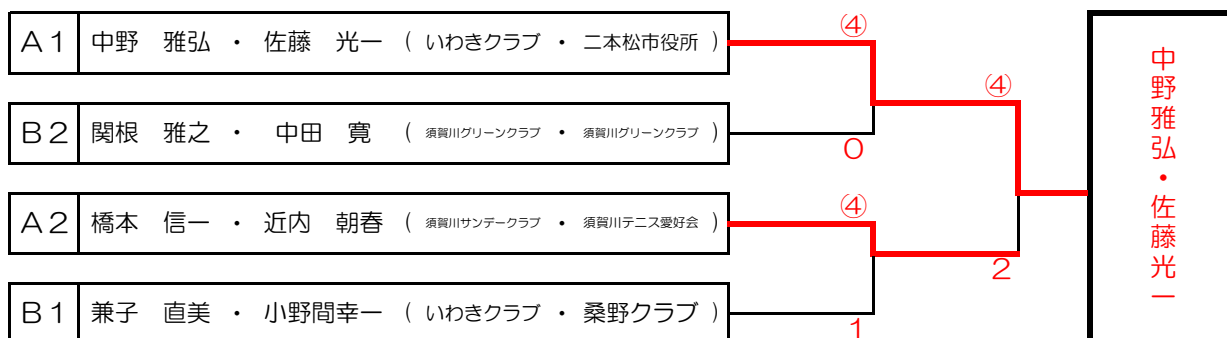 A1 中野 雅弘 ・ 佐藤 光一 ( いわきクラブ ・ 二本松市役所 )
④
B2 関根 雅之 ・ 中田 寛 ( 須賀川グリーンクラブ ・ 須賀川グリーンクラブ )
0
④
A2 橋本 信一 ・ 近内 朝春 ( 須賀川サンデークラブ ・ 須賀川テニス愛好会 )
④
2
B1 兼子 直美 ・ 小野間幸一 ( いわきクラブ ・ 桑野クラブ )
1
中野雅弘・佐藤光一